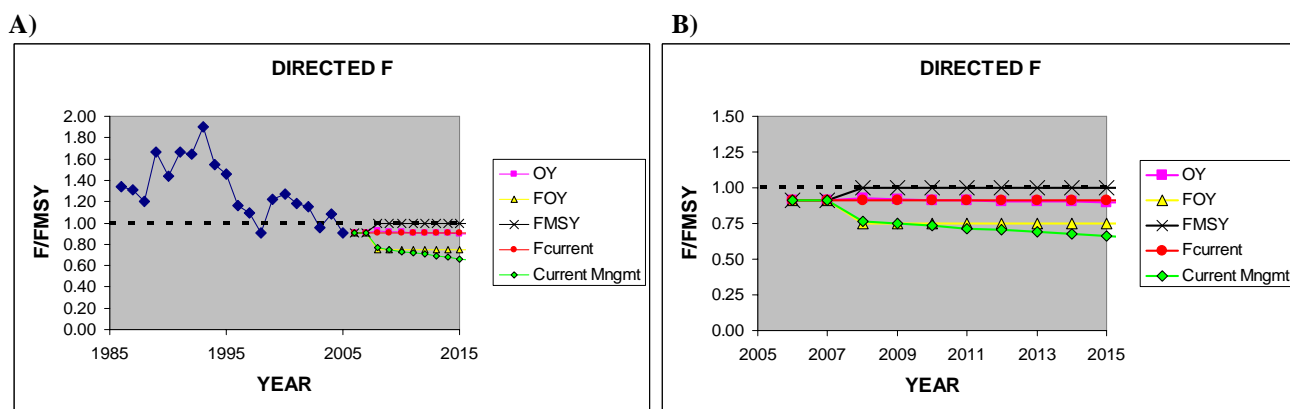 A)
DIRECTED F
F/FMSY
2.00
1.80
1.60
1.40
1.20
1.00
0.80
0.60
0.40
0.20
0.00
1985 1995 2005 2015
YEAR
OY
FOY
FMSY
Fcurrent
Current Mngmt
B)
DIRECTED F
F/FMSY
1.50
1.25
1.00
0.75
0.50
0.25
0.00
2005 2007 2009 2011 2013 2015
YEAR
OY
FOY
FMSY
Fcurrent
Current Mngmt